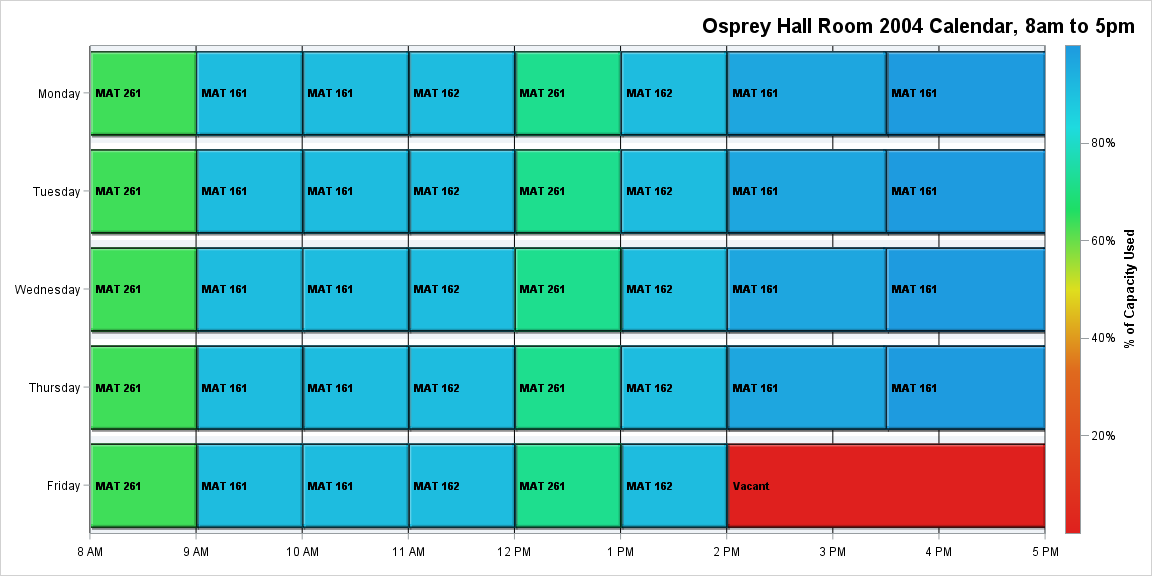 Osprey Hall Room 2004 Calendar, 8am to 5pm
Monday MAT 261 MAT 161 MAT 161 MAT 162 MAT 261 MAT 162 MAT 161 MAT 161
Tuesday MAT 261 MAT 161 MAT 161 MAT 162 MAT 261 MAT 162 MAT 161 MAT 161
Wednesday MAT 261 MAT 161 MAT 161 MAT 162 MAT 261 MAT 162 MAT 161 MAT 161
Thursday MAT 261 MAT 161 MAT 161 MAT 162 MAT 261 MAT 162 MAT 161 MAT 161
Friday MAT 261 MAT 161 MAT 161 MAT 162 MAT 261 MAT 162 Vacant
8 AM 9 AM 10 AM 11 AM 12 PM 1 PM 2 PM 3 PM 4 PM 5 PM
80%
60%
40%
20%
% of Capacity Used